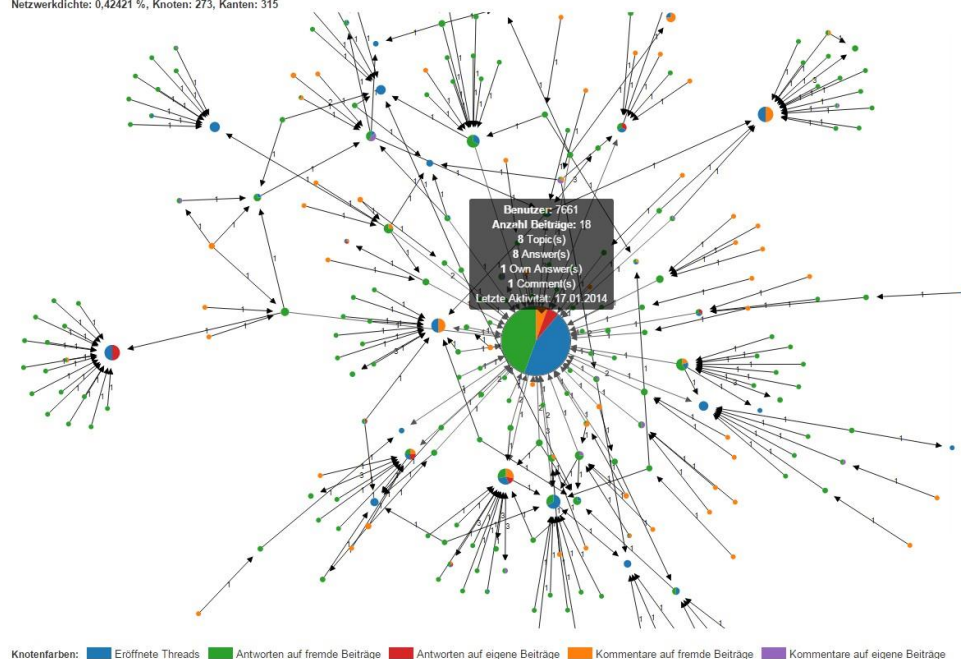 Netzwerkdichte: 0,42421 %, Knoten: 273, Kanten: 315
Benutzer: 7661
Anzahl Beiträge: 18
8 Topic(s)
8 Answer(s)
1 Own Answer(s)
1 Comment(s)
Letzte Aktivität: 17.01.2014
Knotenfarben: Eröffnete Threads Antworten auf fremde Beiträge Antworten auf eigene Beiträge Kommentare auf fremde Beiträge Kommentare auf eigene Beiträge